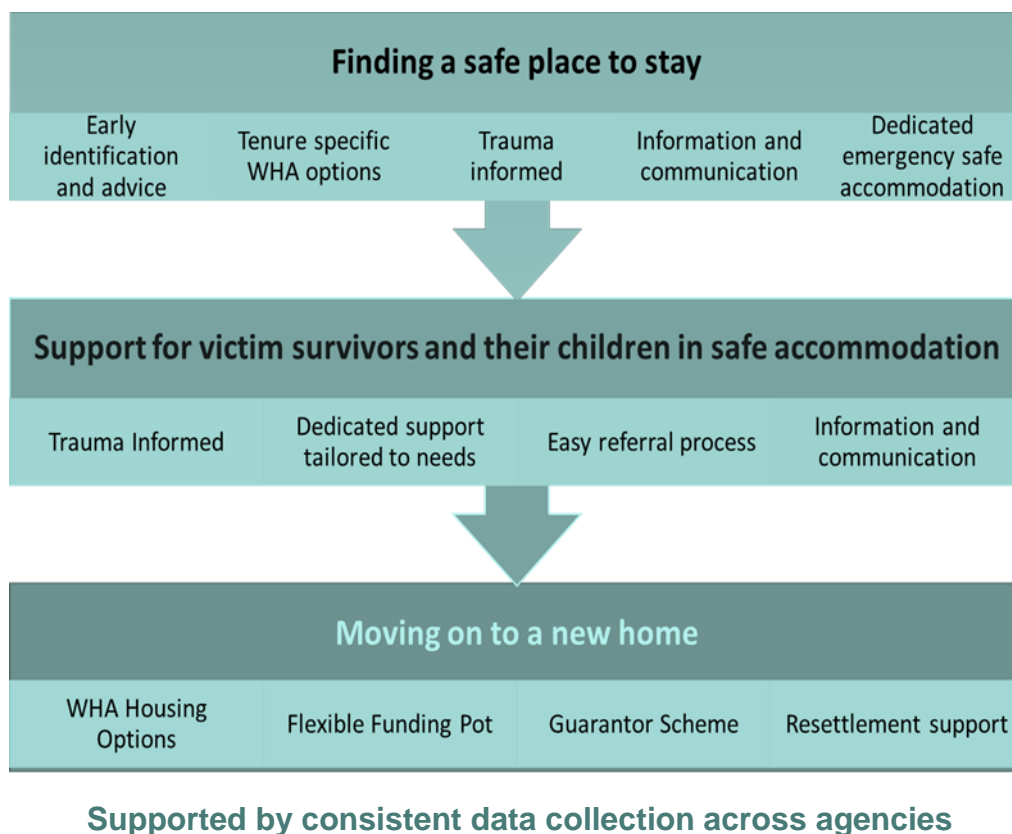 Finding a safe place to stay
Early
identification
and advice
Tenure specific
WHA options
Trauma
informed
Information and
communication
Dedicated
emergency safe
accommodation
Support for victim survivors and their children in safe accommodation
Trauma Informed
Dedicated support
tailored to needs
Easy referral process
Information and
communication
Moving on to a new home
WHA Housing
Options
Flexible Funding Pot
Guarantor Scheme
Resettlement support
Supported by consistent data collection across agencies